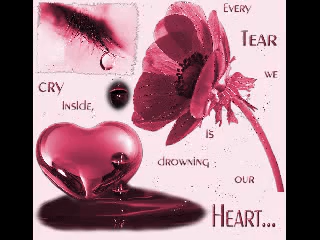 Every
Tear
we
cry
inside,
is
drowning
our
Heart...